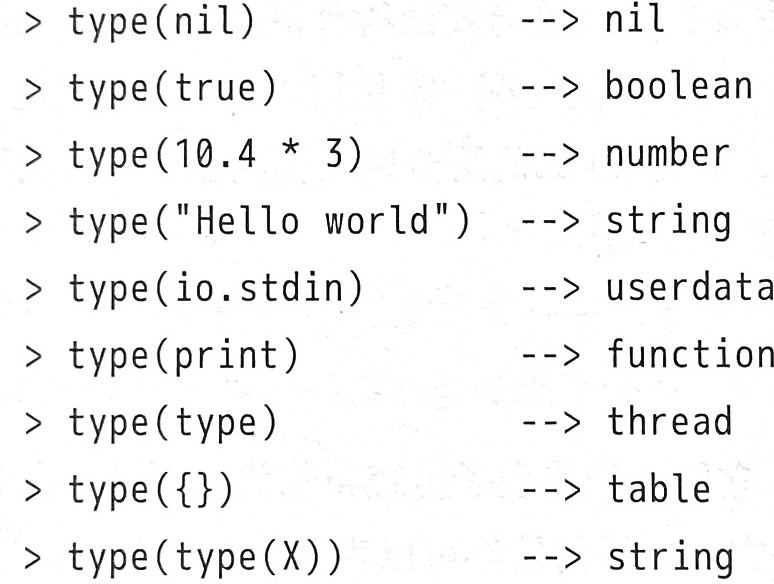 > type(nil) --> nil
> type(true) --> boolean
> type(10.4 * 3) --> number
> type("Hello world") --> string
> type(io.stdin) --> userdata
> type(print) --> function
> type(type) --> thread
> type({}) --> table
> type(type(X)) --> string